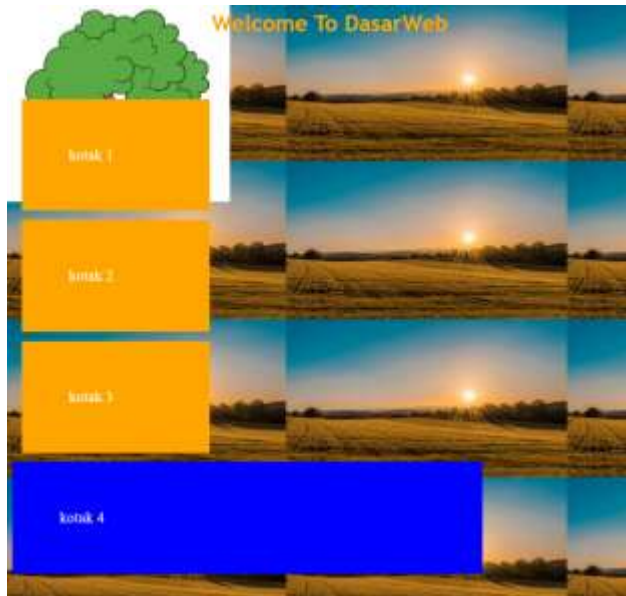 Welcome To DasarWeb
kotak 1
kotak 2
kotak 3
kotak 4